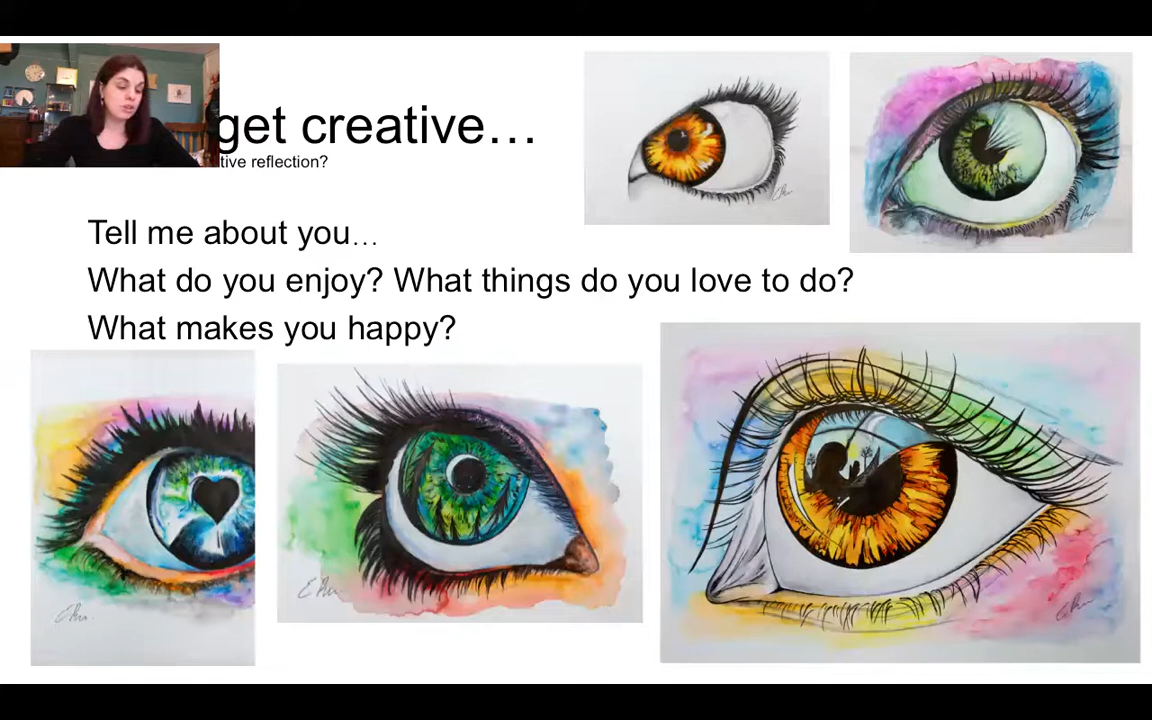 get creative…
tive reflection?
Tell me about you…
What do you enjoy? What things do you love to do?
What makes you happy?